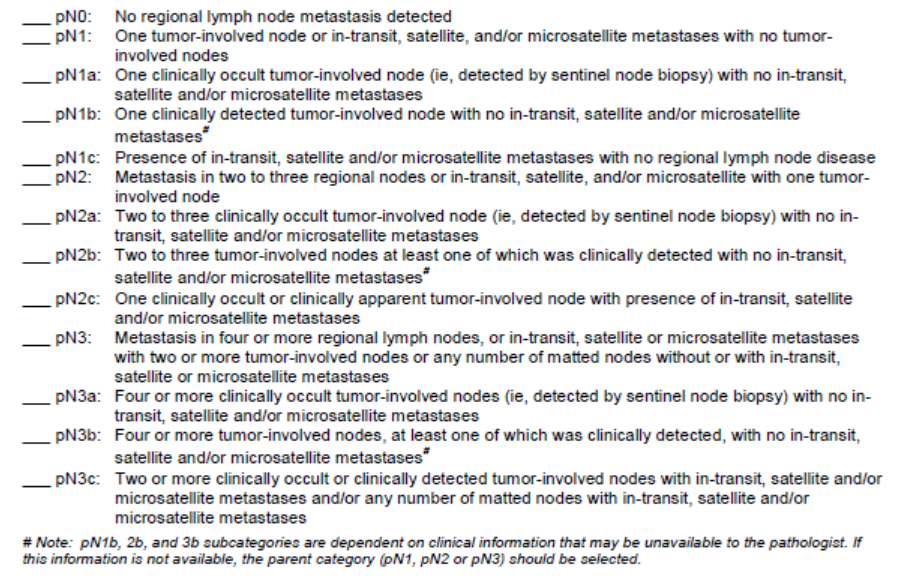 ___ pN0: No regional lymph node metastasis detected
___ pN1: One tumor-involved node or in-transit, satellite, and/or microsatellite metastases with no tumor-
involved nodes
___ pN1a: One clinically occult tumor-involved node (ie, detected by sentinel node biopsy) with no in-transit,
satellite and/or microsatellite metastases
___ pN1b: One clinically detected tumor-involved node with no in-transit, satellite and/or microsatellite
metastases#
___ pN1c: Presence of in-transit, satellite and/or microsatellite metastases with no regional lymph node disease
___ pN2: Metastasis in two to three regional nodes or in-transit, satellite, and/or microsatellite with one tumor-
involved node
___ pN2a: Two to three clinically occult tumor-involved node (ie, detected by sentinel node biopsy) with no in-
transit, satellite and/or microsatellite metastases
___ pN2b: Two to three tumor-involved nodes at least one of which was clinically detected with no in-transit,
satellite and/or microsatellite metastases#
___ pN2c: One clinically occult or clinically apparent tumor-involved node with presence of in-transit, satellite
and/or microsatellite metastases
___ pN3: Metastasis in four or more regional lymph nodes, or in-transit, satellite or microsatellite metastases
with two or more tumor-involved nodes or any number of matted nodes without or with in-transit,
satellite or microsatellite metastases
___ pN3a: Four or more clinically occult tumor-involved nodes (ie, detected by sentinel node biopsy) with no in-
transit, satellite and/or microsatellite metastases
___ pN3b: Four or more tumor-involved nodes, at least one of which was clinically detected, with no in-transit,
satellite and/or microsatellite metastases#
___ pN3c: Two or more clinically occult or clinically detected tumor-involved nodes with in-transit, satellite and/or
microsatellite metastases and/or any number of matted nodes with in-transit, satellite and/or
microsatellite metastases
# Note: pN1b, 2b, and 3b subcategories are dependent on clinical information that may be unavailable to the pathologist. If
this information is not available, the parent category (pN1, pN2 or pN3) should be selected.